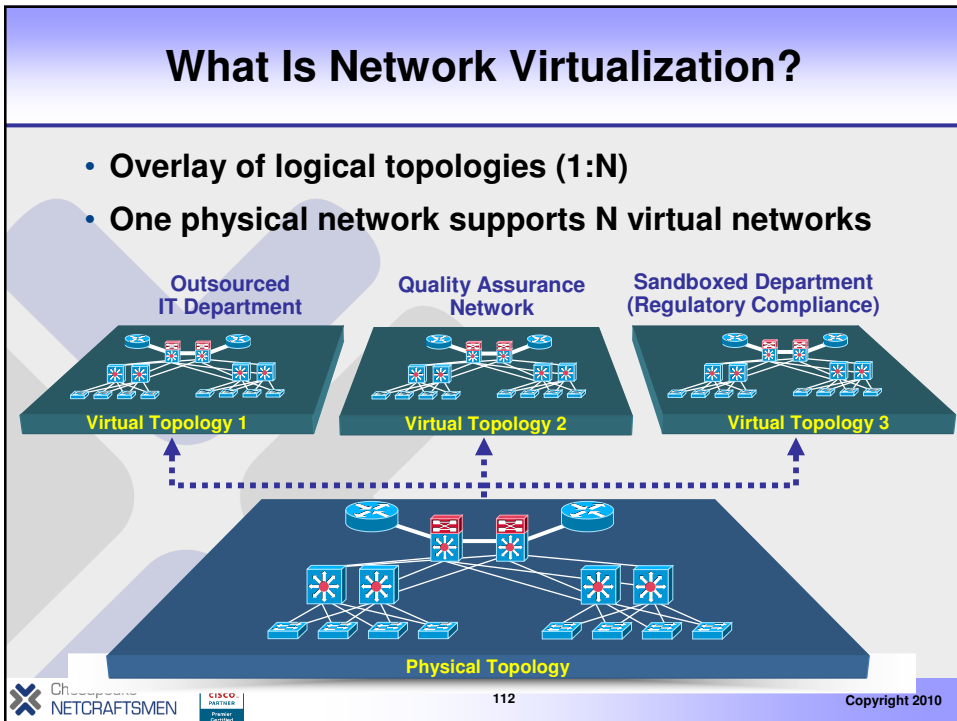 What Is Network Virtualization?
• Overlay of logical topologies (1:N)
• One physical network supports N virtual networks
Outsourced
IT Department
Quality Assurance
Network
Sandboxed Department
(Regulatory Compliance)
Virtual Topology 1
Virtual Topology 2
Virtual Topology 3
Physical Topology
Chesapeake
NETCRAFTSMEN
CISCO
PARTNER
Premier
Certified
112
Copyright 2010